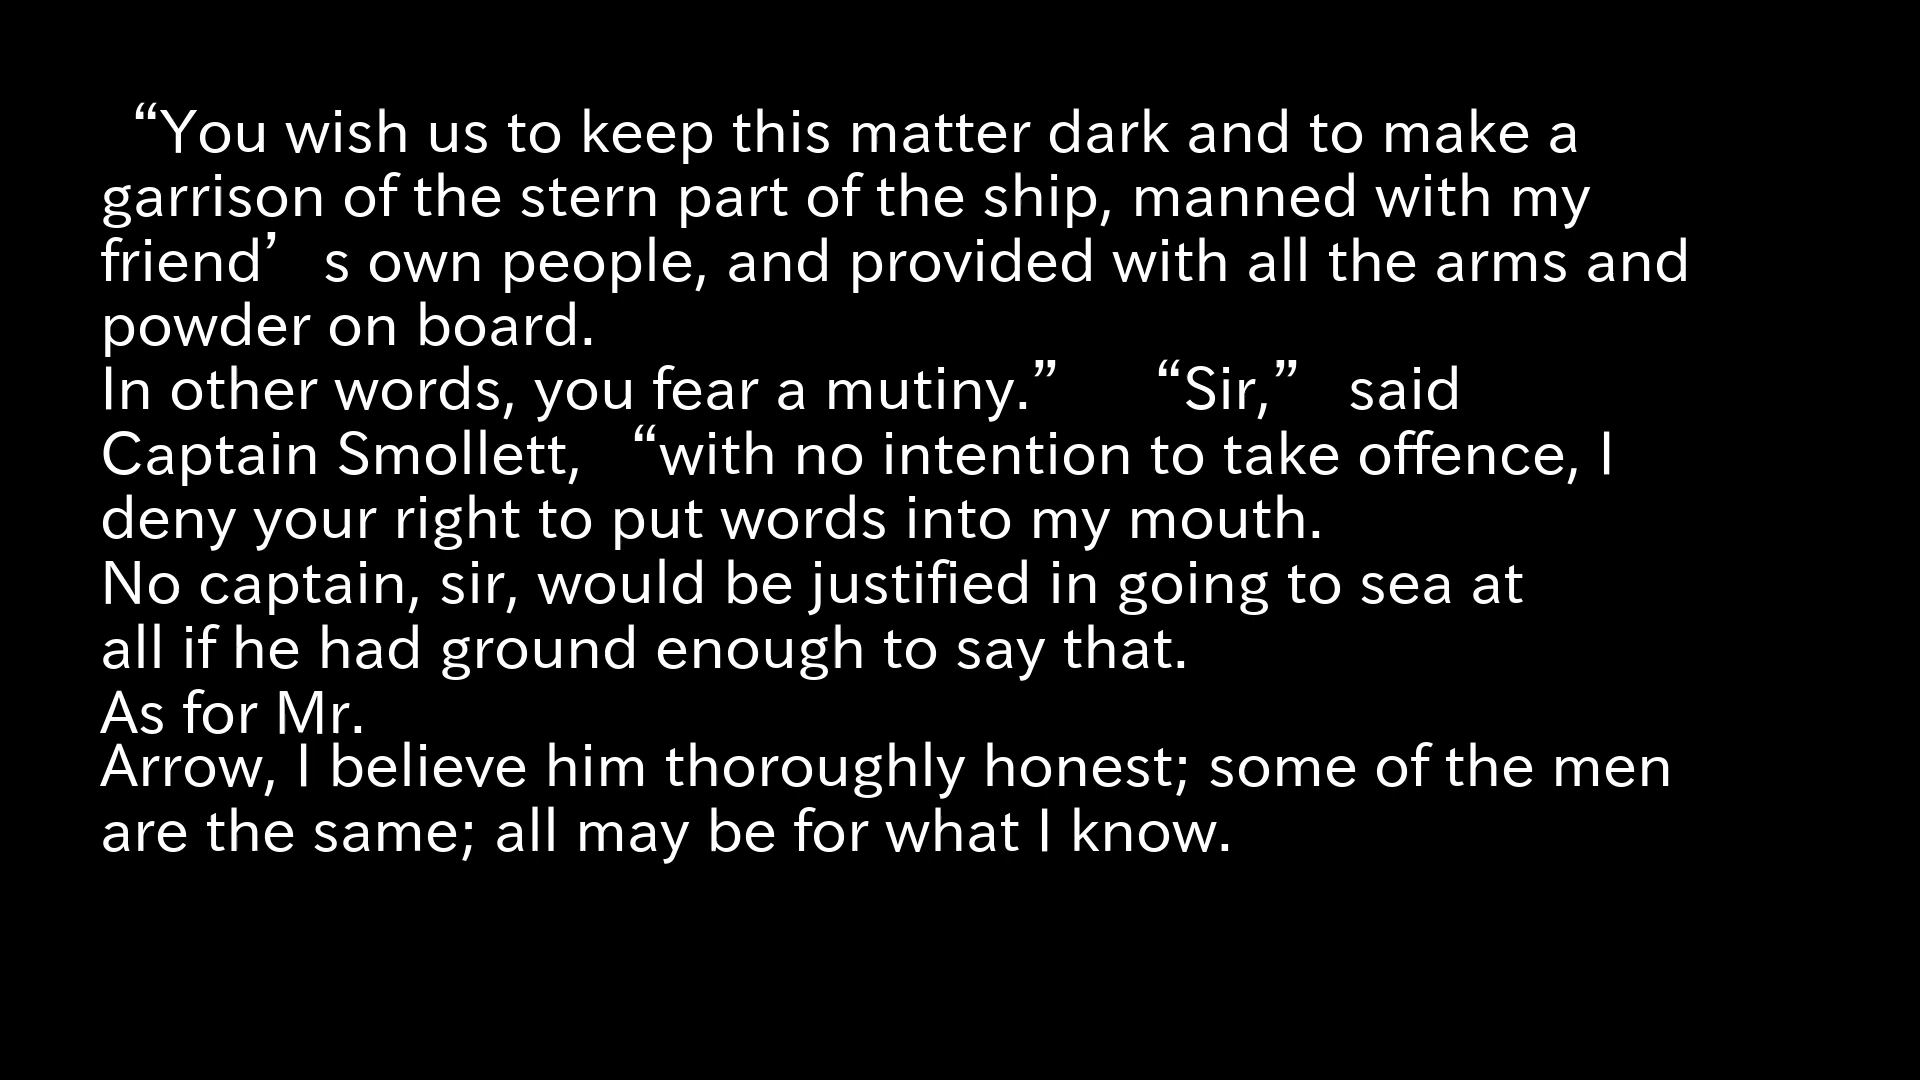 “You wish us to keep this matter dark and to make a
garrison of the stern part of the ship, manned with my
friend’s own people, and provided with all the arms and
powder on board.
In other words, you fear a mutiny.” “Sir,” said
Captain Smollett, “with no intention to take offence, I
deny your right to put words into my mouth.
No captain, sir, would be justified in going to sea at
all if he had ground enough to say that.
As for Mr.
Arrow, I believe him thoroughly honest; some of the men
are the same; all may be for what I know.